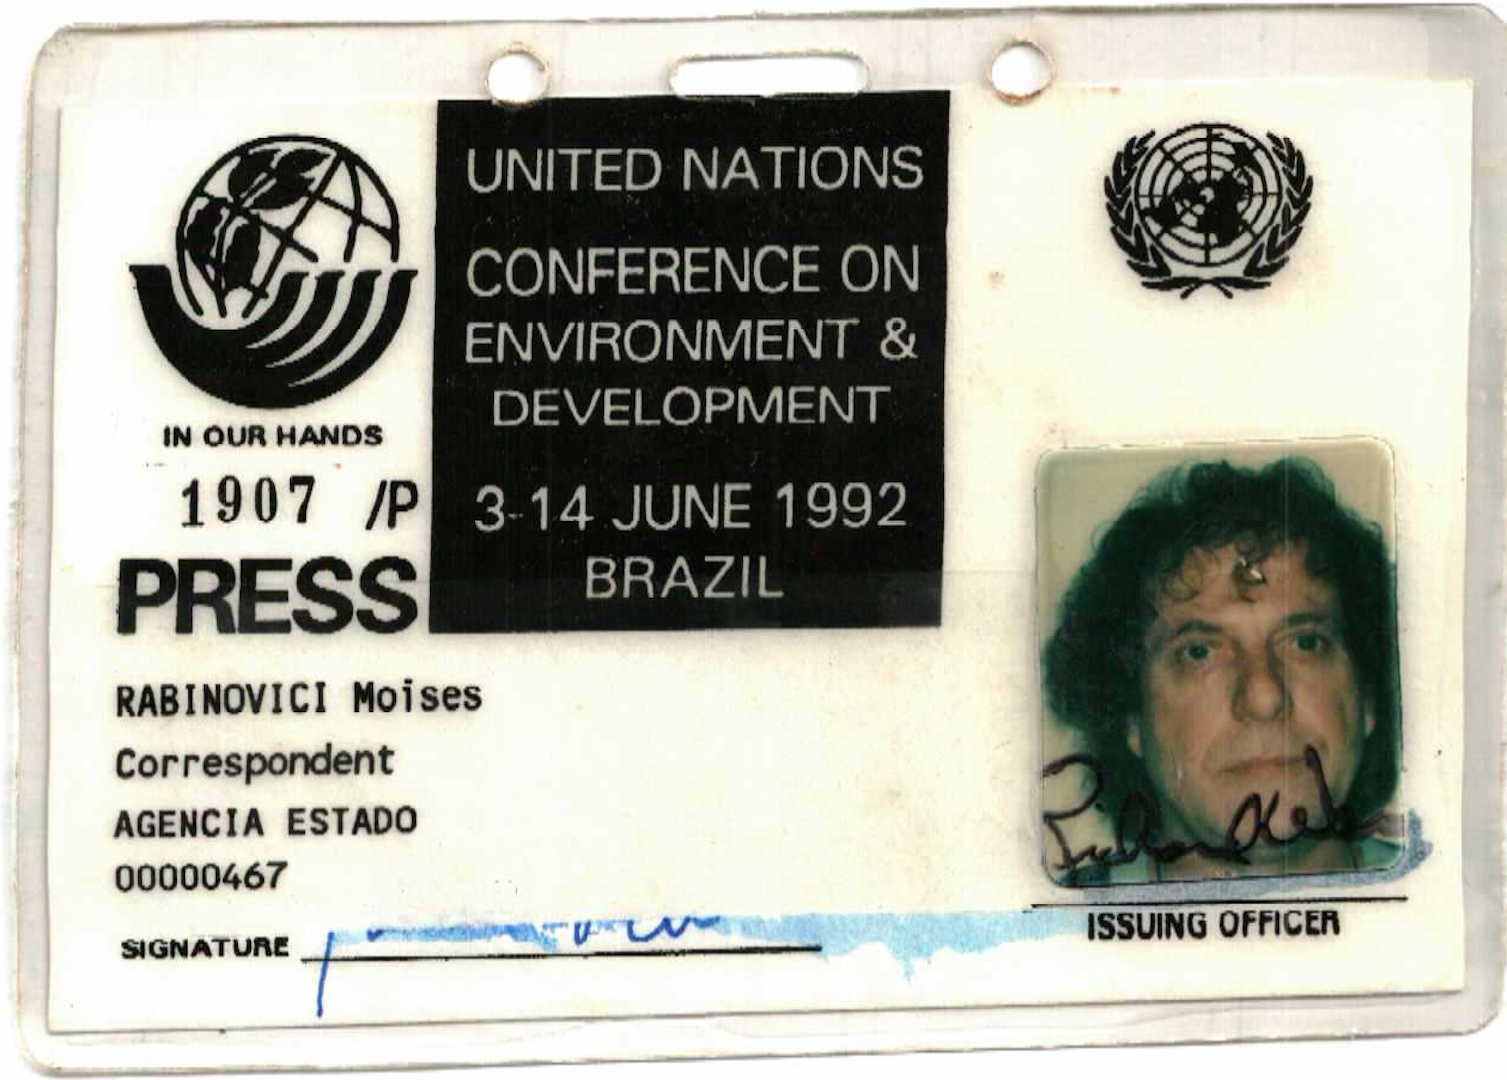 UNITED NATIONS
CONFERENCE ON
ENVIRONMENT &
DEVELOPMENT
3-14 JUNE 1992
BRAZIL
IN OUR HANDS
1907 /P
PRESS
RABINOVICI Moises
Correspondent
AGENCIA ESTADO
00000467
SIGNATURE
ISSUING OFFICER